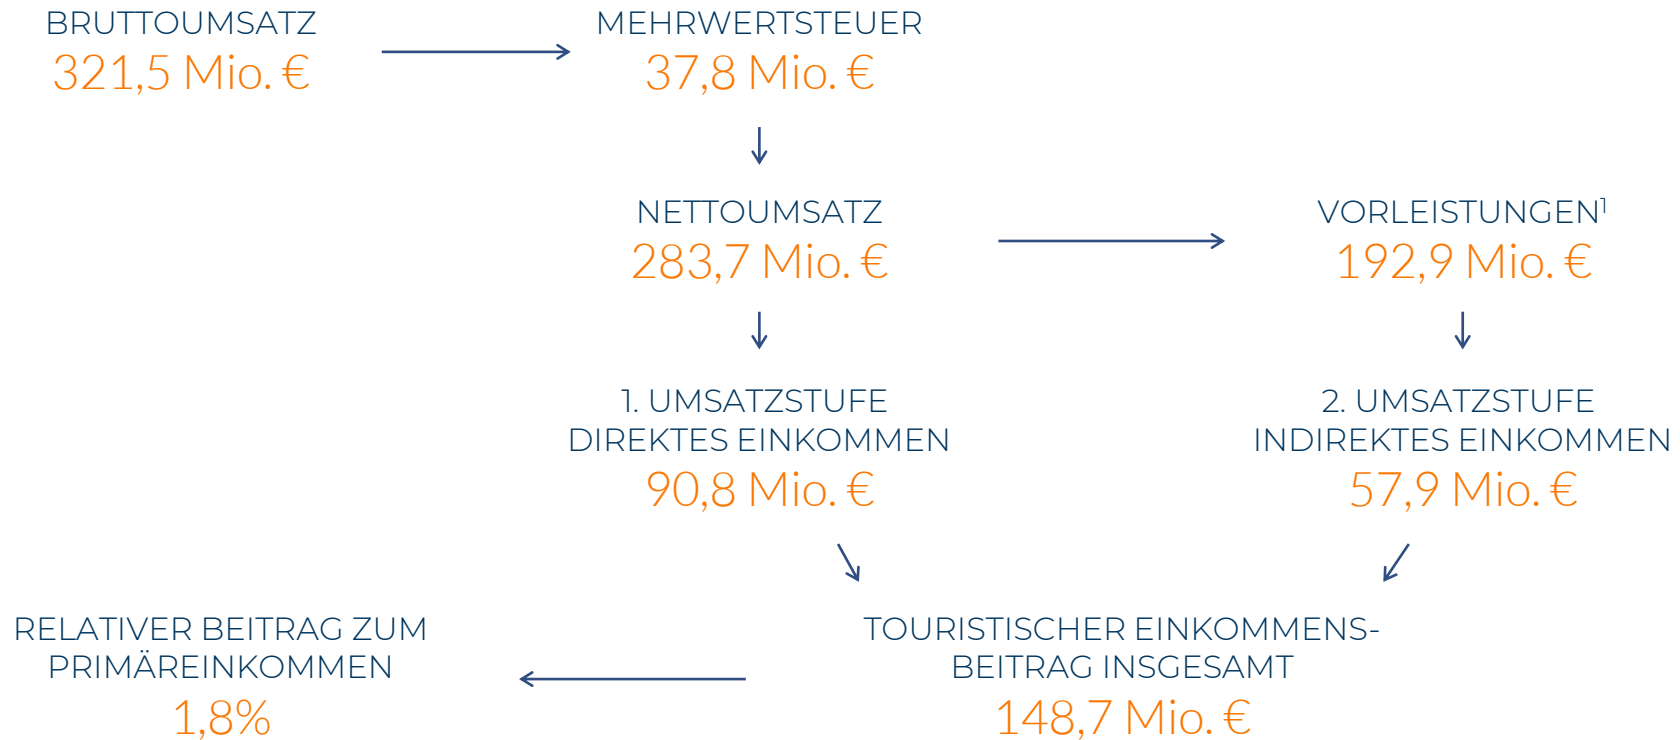 BRUTTOUMSATZ
321,5 Mio. €
MEHRWERTSTEUER
37,8 Mio. €
NETTOUMSATZ
283,7 Mio. €
VORLEISTUNGEN¹
192,9 Mio. €
1. UMSATZSTUFE
DIREKTES EINKOMMEN
90,8 Mio. €
2. UMSATZSTUFE
INDIREKTES EINKOMMEN
57,9 Mio. €
RELATIVER BEITRAG ZUM
PRIMÄREINKOMMEN
1,8%
TOURISTISCHER EINKOMMENS-
BEITRAG INSGESAMT
148,7 Mio. €